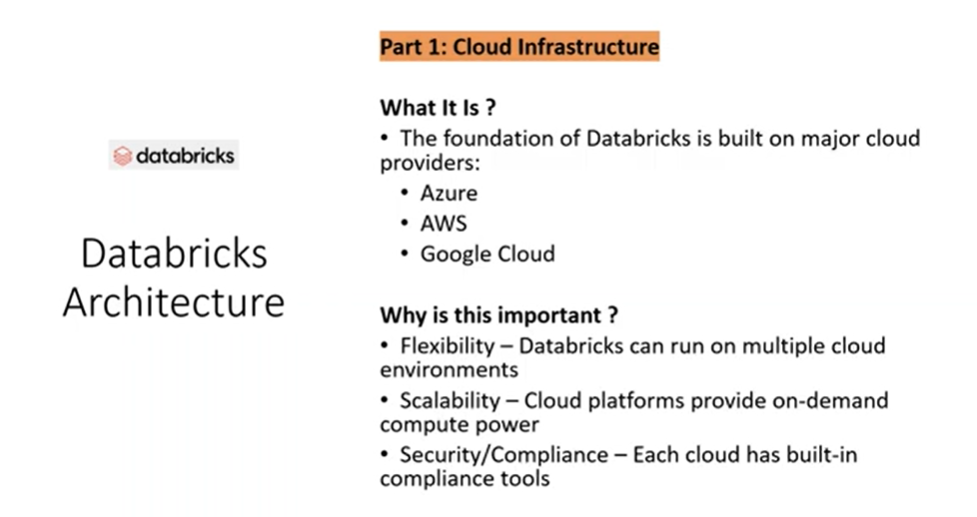 Part 1: Cloud Infrastructure
What It Is ?
• The foundation of Databricks is built on major cloud
providers:
• Azure
• AWS
• Google Cloud
Why is this important ?
• Flexibility – Databricks can run on multiple cloud
environments
• Scalability – Cloud platforms provide on-demand
compute power
• Security/Compliance – Each cloud has built-in
compliance tools
databricks
Databricks
Architecture